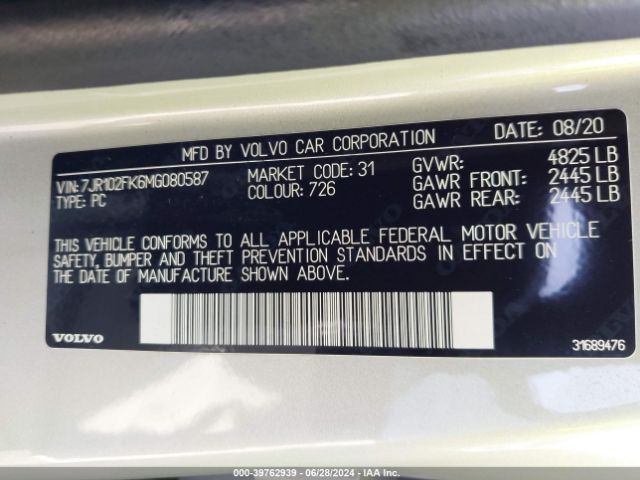 MFD BY VOLVO CAR CORPORATION DATE: 08/20
VIN: 7JR102FK6MG080587 MARKET CODE: 31 GVWR: 4825 LB
TYPE: PC COLOUR: 726 GAWR FRONT: 2445 LB
GAWR REAR: 2445 LB
THIS VEHICLE CONFORMS TO ALL APPLICABLE FEDERAL MOTOR VEHICLE
SAFETY, BUMPER AND THEFT PREVENTION STANDARDS IN EFFECT ON
THE DATE OF MANUFACTURE SHOWN ABOVE.
VOLVO 31689476
000-39762939 - 06/28/2024 - IAA Inc.